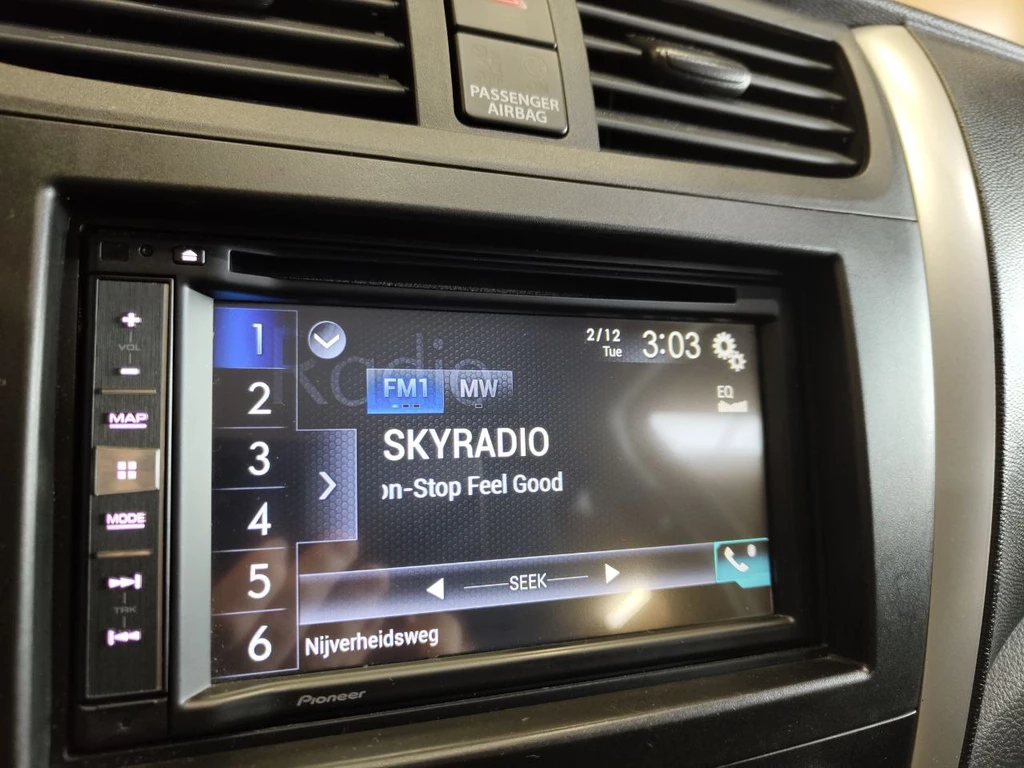 PASSENGER
AIRBAG
VOL
MAP
MODE
TRK
1
2
3
4
5
6
Radio
2/12
Tue
3:03
FM1 MW
EQ
SKYRADIO
on-Stop Feel Good
SEEK
Nijverheidsweg
Pioneer